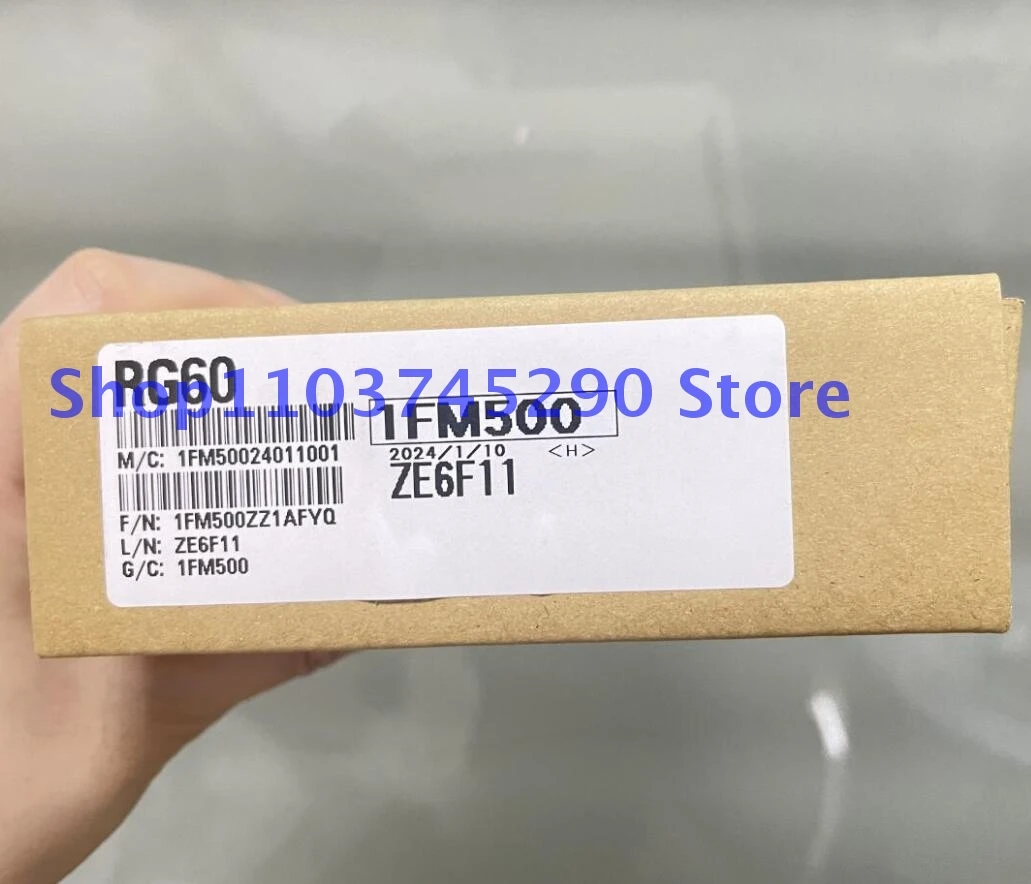 RG60
Shop1103745290 Store
1FM500
M/C: 1FM50024011001
2024/1/10 <H>
ZE6F11
F/N: 1FM500ZZ1AFYQ
L/N: ZE6F11
G/C: 1FM500